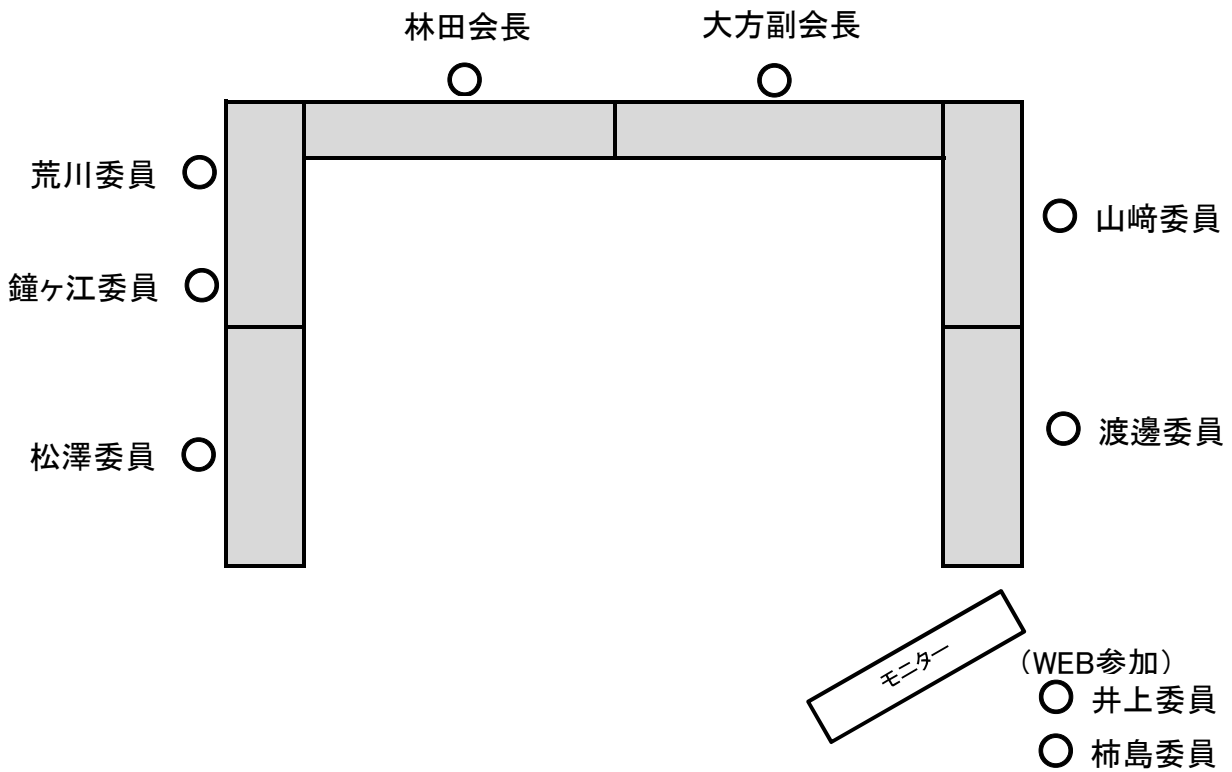 林田会長
大方副会長
荒川委員
山﨑委員
鐘ヶ江委員
渡邊委員
松澤委員
モニター
（WEB参加）
井上委員
柿島委員